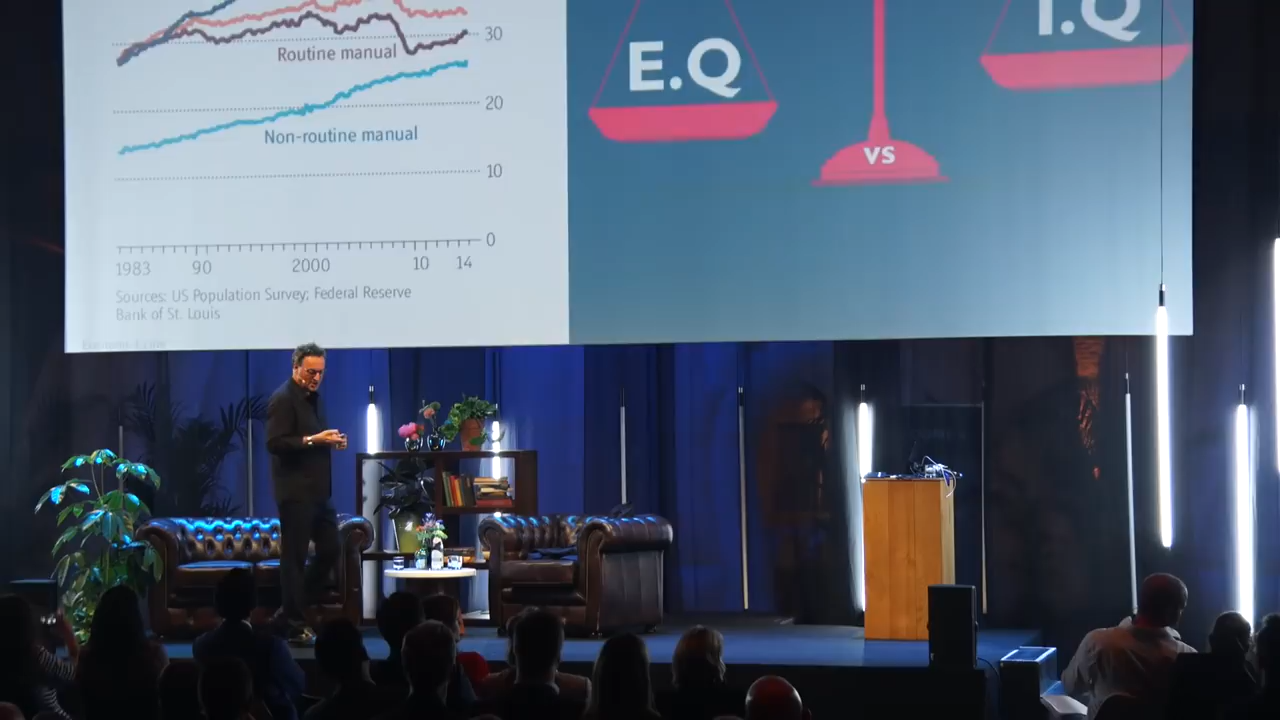 30
Routine manual
20
Non-routine manual
10
0
1983 90 2000 10 14
Sources: US Population Survey; Federal Reserve
Bank of St. Louis
E.Q
I.Q
VS